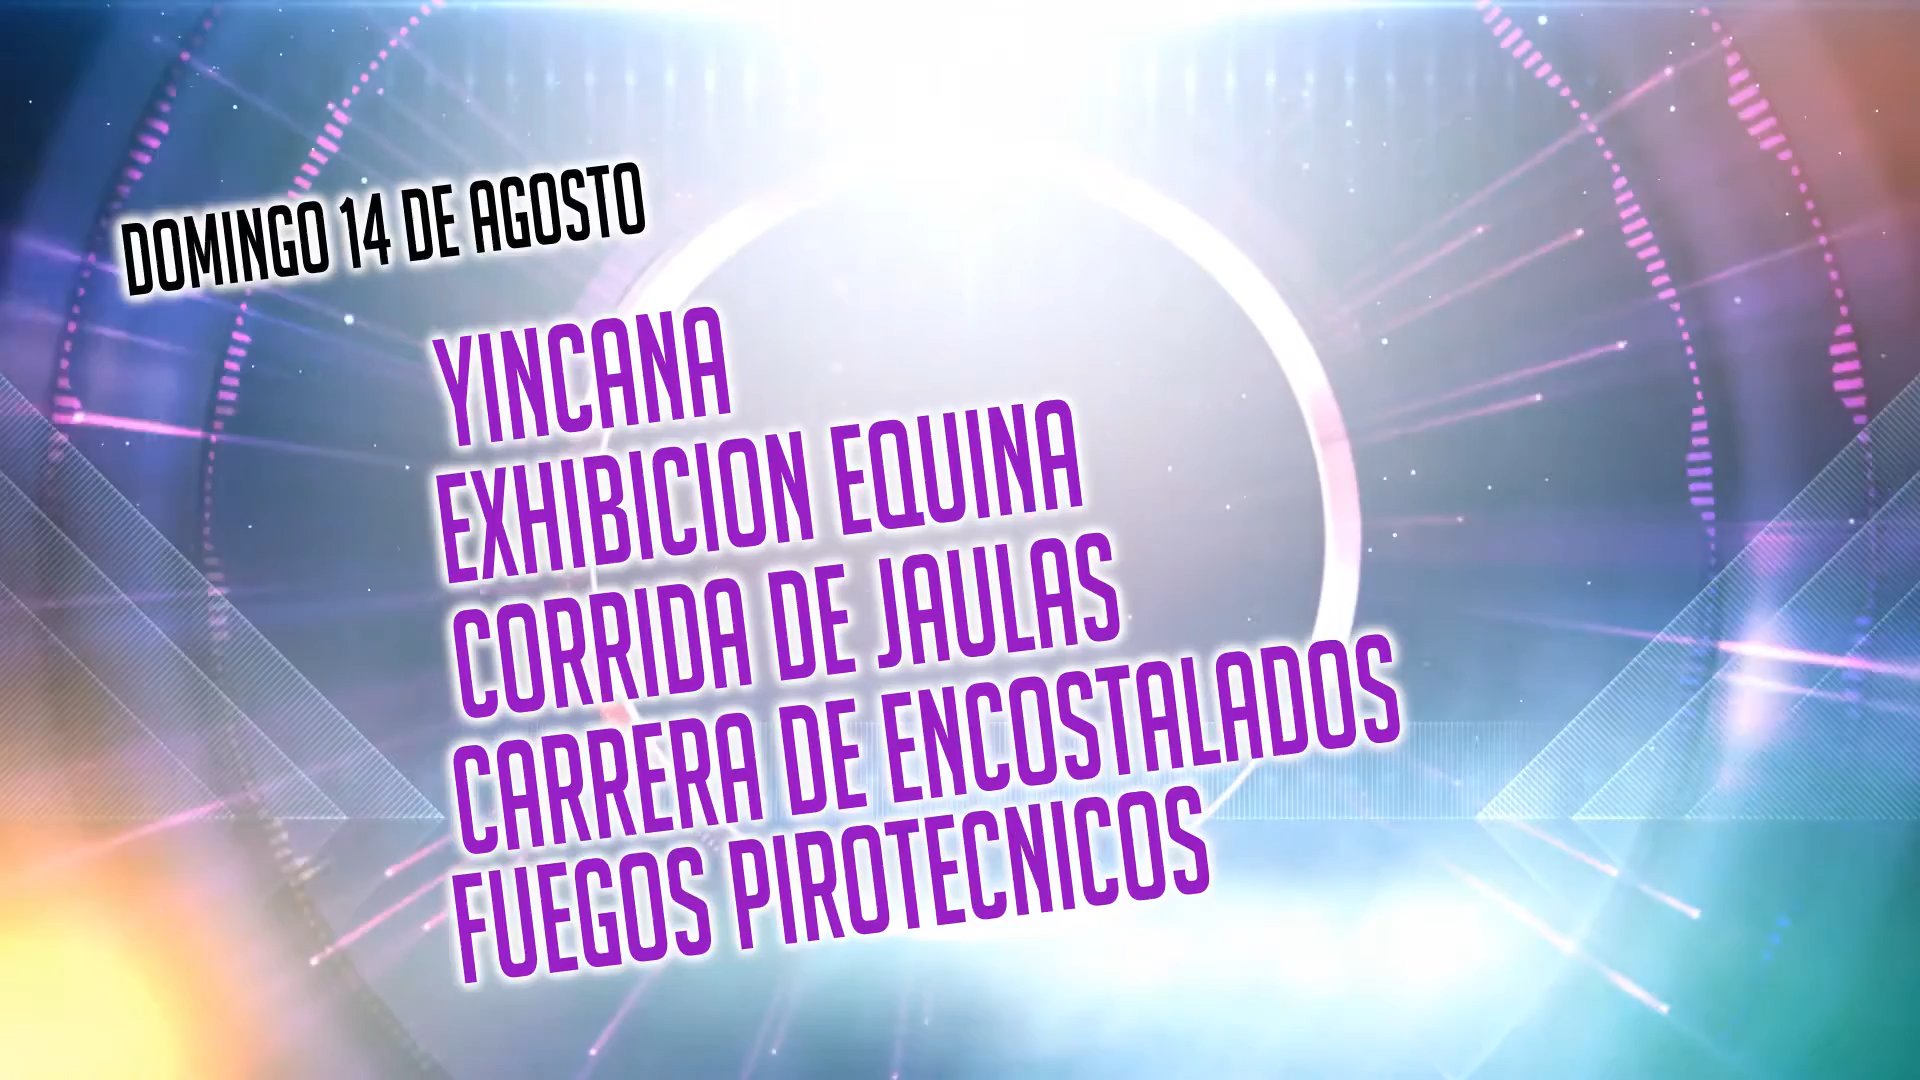 DOMINGO 14 DE AGOSTO
YINCANA
EXHIBICION EQUINA
CORRIDA DE JAULAS
CARRERA DE ENCOSTALADOS
FUEGOS PIROTECNICOS